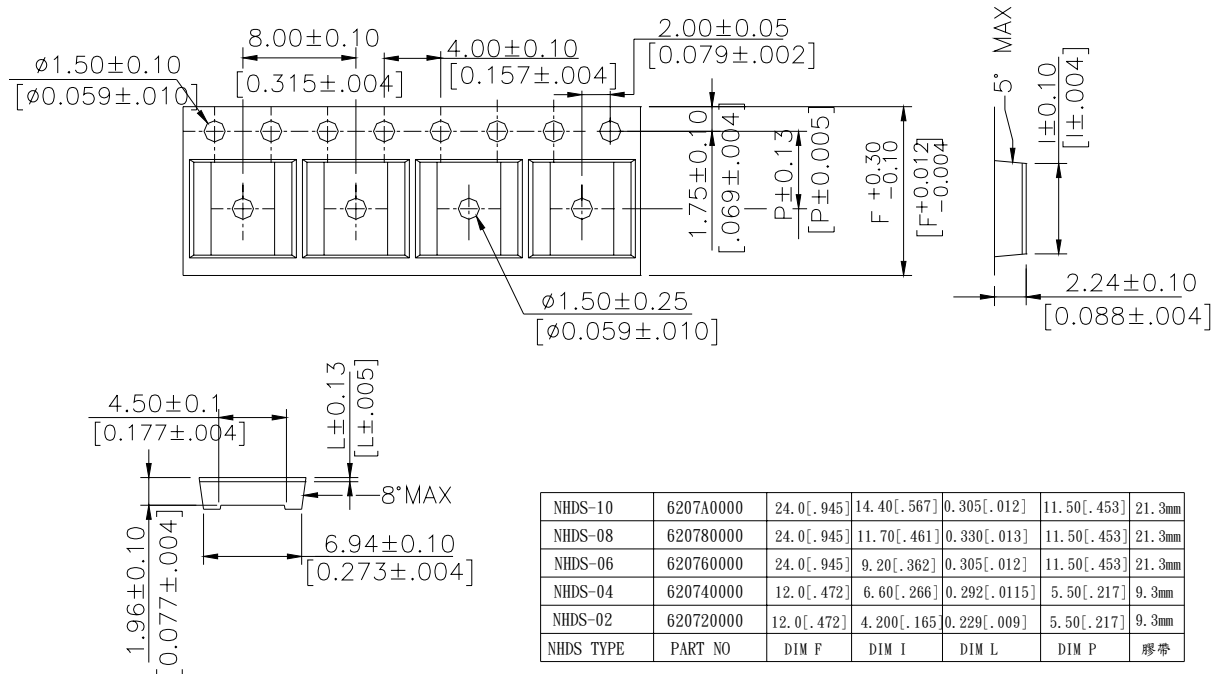 8.00±0.10
[0.315±.004]
4.00±0.10
[0.157±.004]
2.00±0.05
[0.079±.002]
ø1.50±0.10
[ø0.059±.010]
1.75±0.10
[.069±.004]
P±0.13
[P±0.005]
F +0.30 -0.10
[F+0.012 -0.004]
5° MAX
I±0.10
[I±.004]
2.24±0.10
[0.088±.004]
ø1.50±0.25
[ø0.059±.010]
4.50±0.1
[0.177±.004]
L±0.13
[L±.005]
8°MAX
6.94±0.10
[0.273±.004]
1.96±0.10
[0.077±.004]
NHDS-10 6207A0000 24.0[.945] 14.40[.567] 0.305[.012] 11.50[.453] 21.3mm
NHDS-08 620780000 24.0[.945] 11.70[.461] 0.330[.013] 11.50[.453] 21.3mm
NHDS-06 620760000 24.0[.945] 9.20[.362] 0.305[.012] 11.50[.453] 21.3mm
NHDS-04 620740000 12.0[.472] 6.60[.266] 0.292[.0115] 5.50[.217] 9.3mm
NHDS-02 620720000 12.0[.472] 4.200[.165] 0.229[.009] 5.50[.217] 9.3mm
NHDS TYPE PART NO DIM F DIM I DIM L DIM P 膠帶